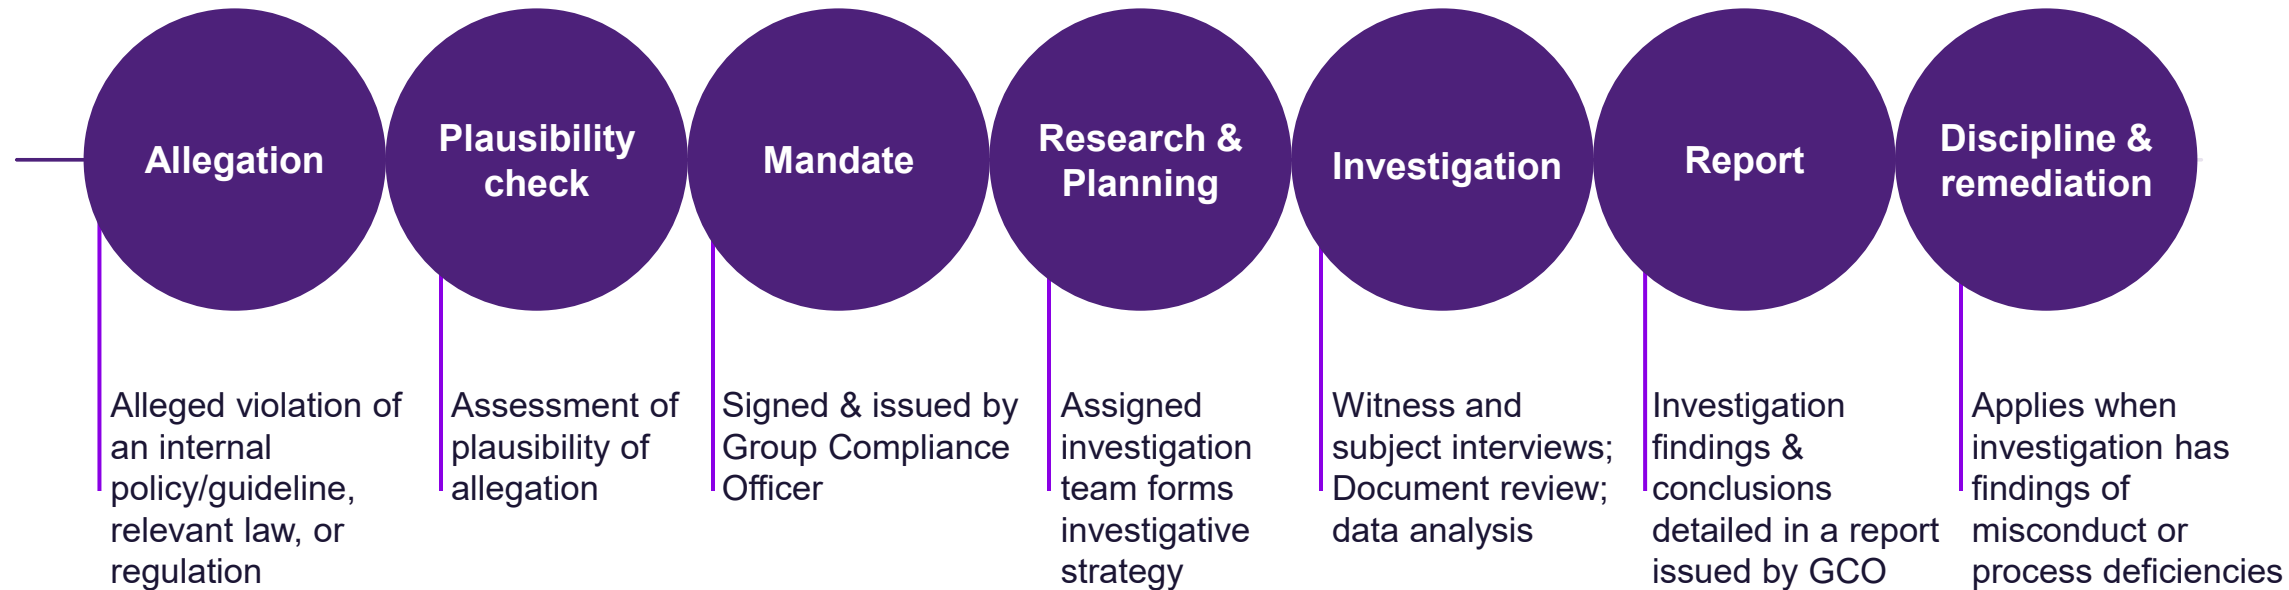 Allegation
Plausibility
check
Mandate
Research &
Planning
Investigation
Report
Discipline &
remediation
Alleged violation of
an internal
policy/guideline,
relevant law, or
regulation
Assessment of
plausibility of
allegation
Signed & issued by
Group Compliance
Officer
Assigned
investigation
team forms
investigative
strategy
Witness and
subject interviews;
Document review;
data analysis
Investigation
findings &
conclusions
detailed in a report
issued by GCO
Applies when
investigation has
findings of
misconduct or
process deficiencies